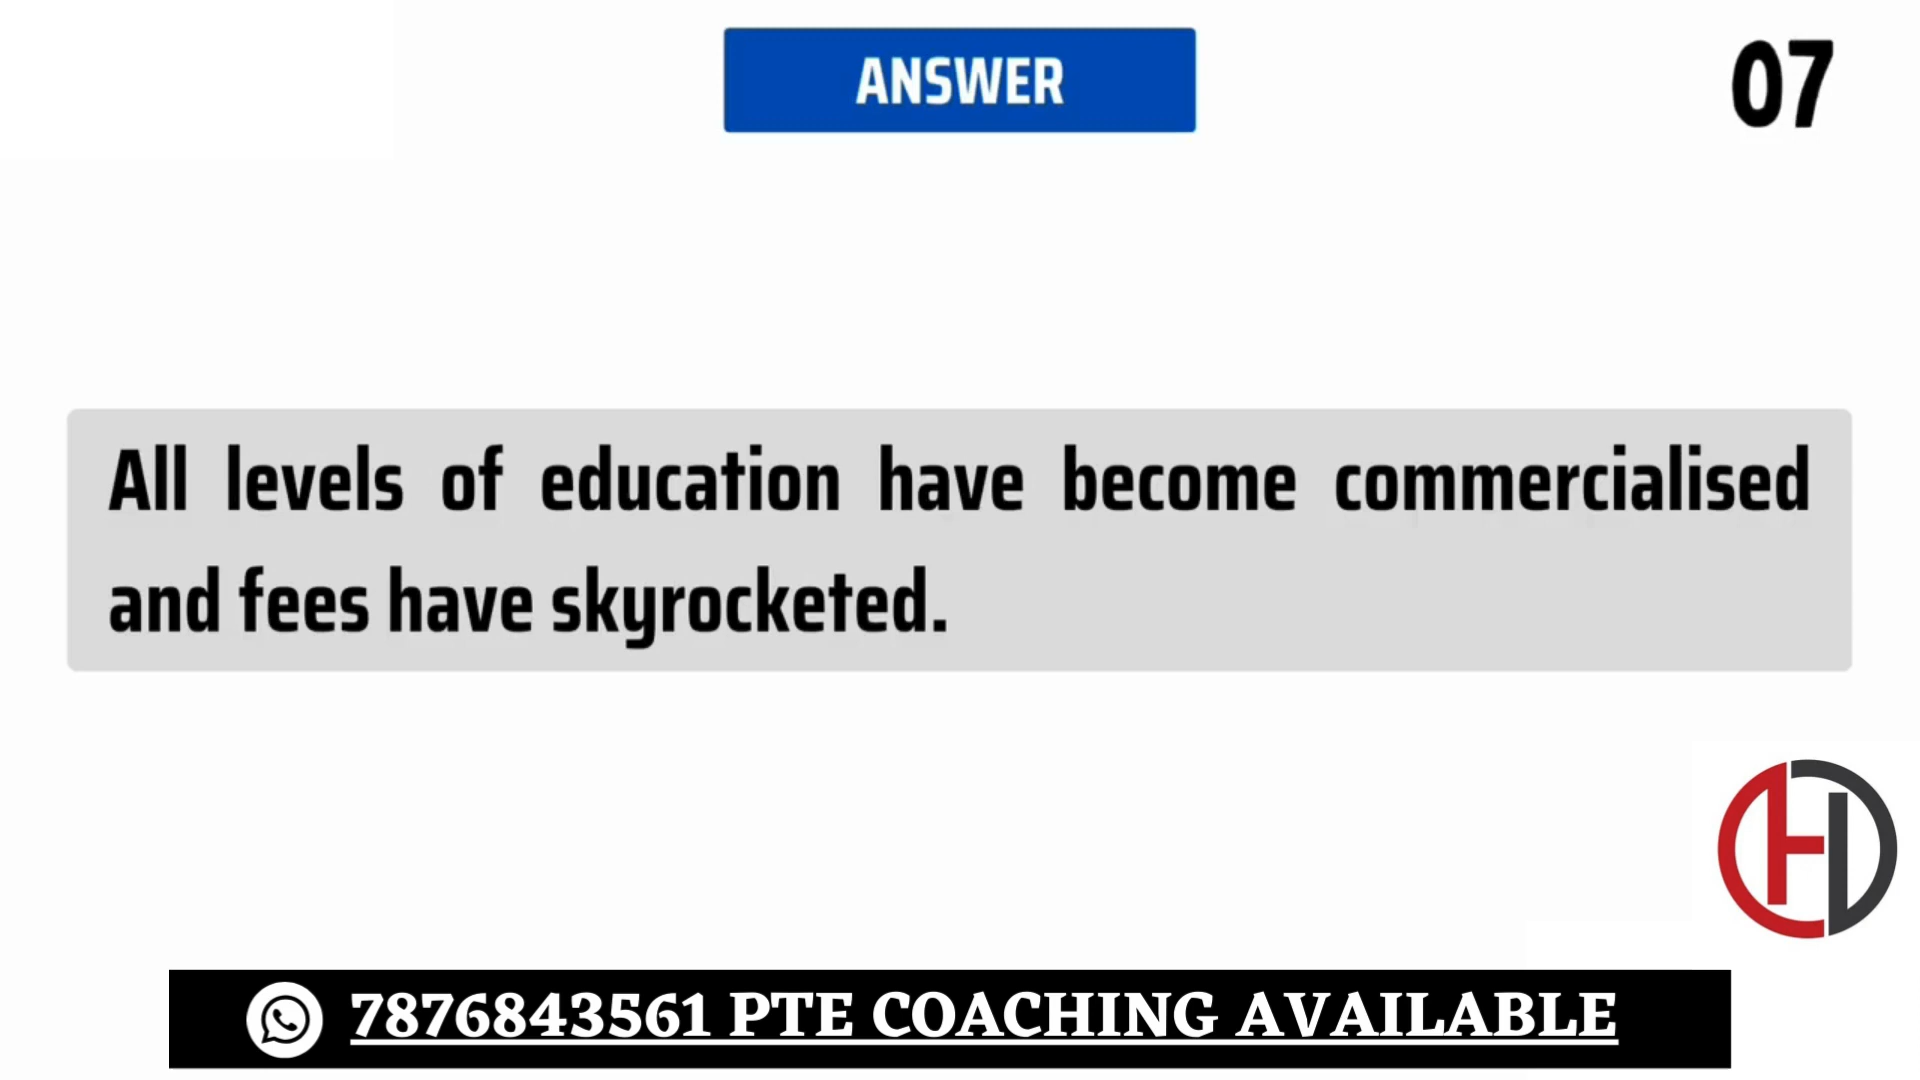 ANSWER
07
All levels of education have become commercialised
and fees have skyrocketed.
7876843561 PTE COACHING AVAILABLE